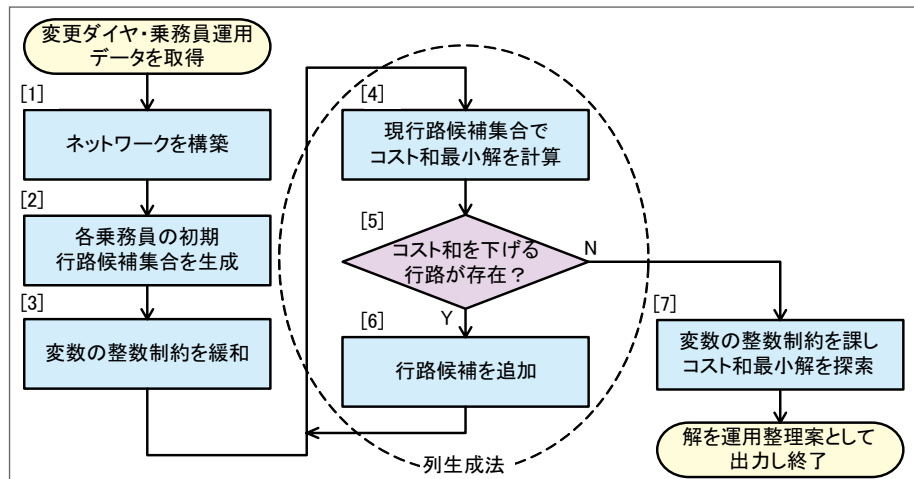 変更ダイヤ・乗務員運用
データを取得
[1]
ネットワークを構築
[2]
各乗務員の初期
行路候補集合を生成
[3]
変数の整数制約を緩和
[4]
現行路候補集合で
コスト和最小解を計算
[5]
コスト和を下げる
行路が存在？
N
Y
[6]
行路候補を追加
列生成法
[7]
変数の整数制約を課し
コスト和最小解を探索
解を運用整理案として
出力し終了